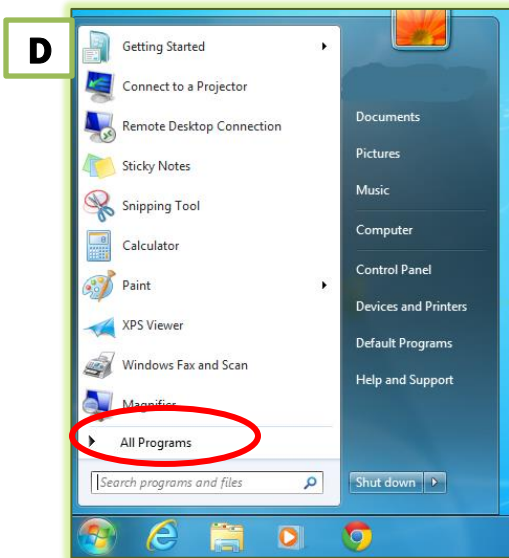 D
Getting Started
Connect to a Projector
Remote Desktop Connection
Sticky Notes
Snipping Tool
Calculator
Paint
XPS Viewer
Windows Fax and Scan
Magnifier
All Programs
Search programs and files
Documents
Pictures
Music
Computer
Control Panel
Devices and Printers
Default Programs
Help and Support
Shut down